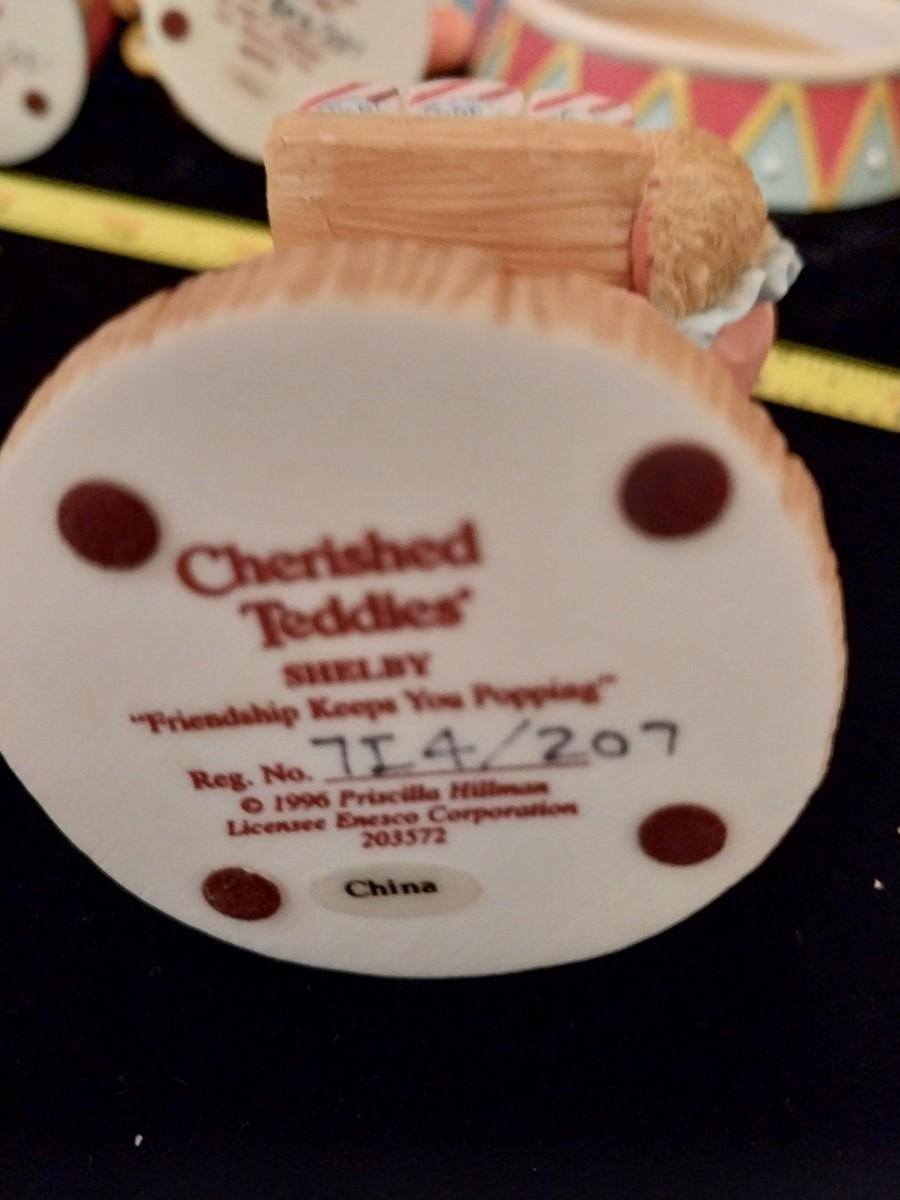 Cherished
Teddies®
SHELBY
"Friendship Keeps You Popping"
Reg. No. 7I4/207
© 1996 Priscilla Hillman
Licensee Enesco Corporation
203572
China